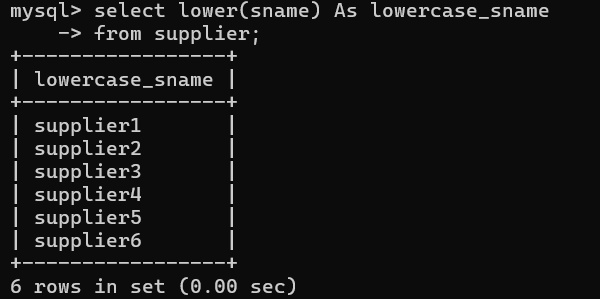 mysql> select lower(sname) As lowercase_sname
    -> from supplier;
+-----------------+
| lowercase_sname |
+-----------------+
| supplier1       |
| supplier2       |
| supplier3       |
| supplier4       |
| supplier5       |
| supplier6       |
+-----------------+
6 rows in set (0.00 sec)